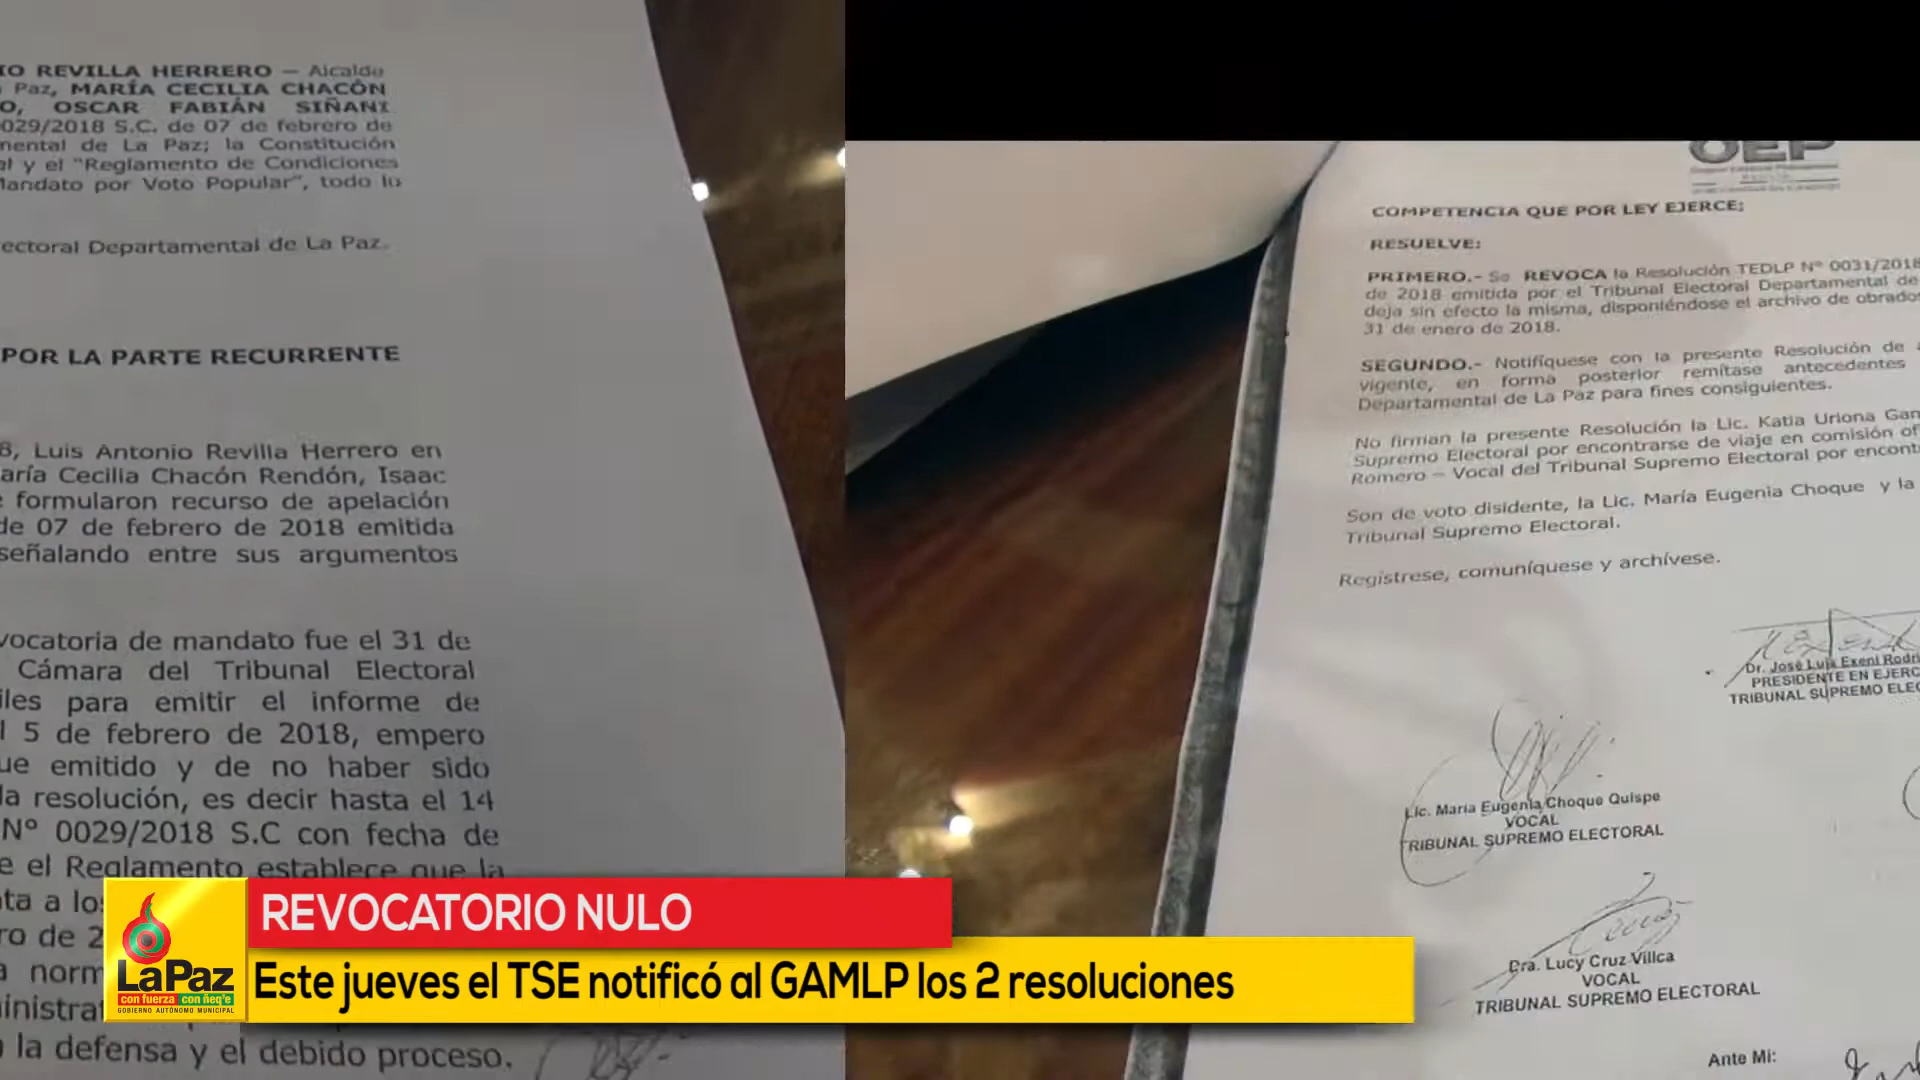 IO REVILLA HERRERO — Alcalde
Paz, MARÍA CECILIA CHACÓN
O, OSCAR FABIÁN SIÑANI
029/2018 S.C. de 07 de febrero de
mental de La Paz; la Constitución
al y el "Reglamento de Condiciones
Mandato por Voto Popular", todo lo
ectoral Departamental de La Paz.
POR LA PARTE RECURRENTE
8, Luis Antonio Revilla Herrero en
aría Cecilia Chacón Rendón, Isaac
e formularon recurso de apelación
de 07 de febrero de 2018 emitida
señalando entre sus argumentos
vocatoria de mandato fue el 31 de
Cámara del Tribunal Electoral
iles para emitir el informe de
l 5 de febrero de 2018, empero
ue emitido y de no haber sido
la resolución, es decir hasta el 14
N° 0029/2018 S.C con fecha de
e el Reglamento establece que la
ta a los
ro de 2
a norm
inistrat
la defensa y el debido proceso.
OEP
COMPETENCIA QUE POR LEY EJERCE;
RESUELVE:
PRIMERO.- Se REVOCA la Resolución TEDLP N° 0031/2018
de 2018 emitida por el Tribunal Electoral Departamental de
deja sin efecto la misma, disponiéndose el archivo de obrados
31 de enero de 2018.
SEGUNDO.- Notifíquese con la presente Resolución de a
vigente, en forma posterior remítase antecedentes
Departamental de La Paz para fines consiguientes.
No firman la presente Resolución la Lic. Katia Uriona Gam
Supremo Electoral por encontrarse de viaje en comisión of
Romero – Vocal del Tribunal Supremo Electoral por encontr
Son de voto disidente, la Lic. María Eugenia Choque y la
Tribunal Supremo Electoral.
Regístrese, comuníquese y archívese.
Dr. José Luis Exeni Rodrí
PRESIDENTE EN EJERC
TRIBUNAL SUPREMO ELEC
Lic. María Eugenia Choque Quispe
VOCAL
TRIBUNAL SUPREMO ELECTORAL
Dra. Lucy Cruz Villca
VOCAL
TRIBUNAL SUPREMO ELECTORAL
Ante Mi:
REVOCATORIO NULO
Este jueves el TSE notificó al GAMLP los 2 resoluciones
LaPaz
con fuerza con ñeq'e
GOBIERNO AUTÓNOMO MUNICIPAL